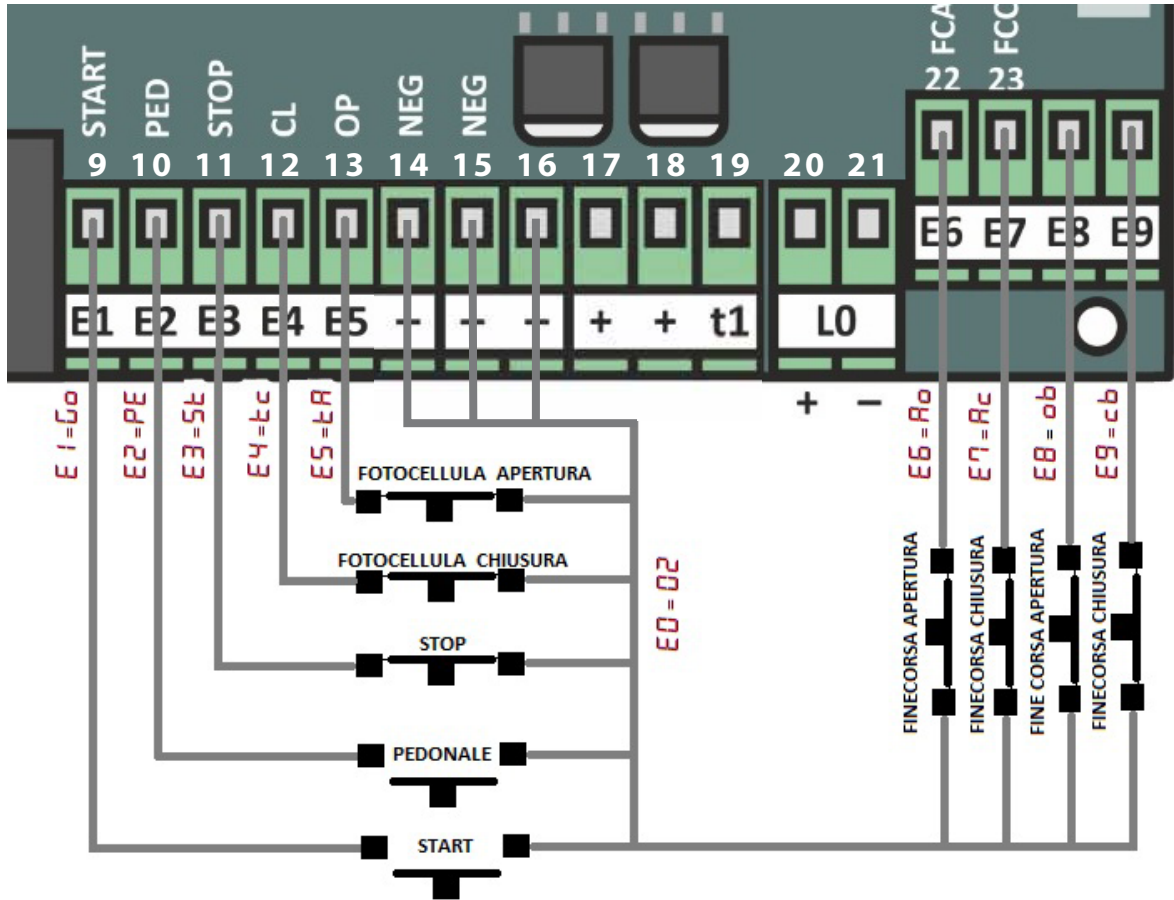 START PED STOP CL OP NEG NEG
9 10 11 12 13 14 15 16 17 18 19 20 21
FCA FCC
22 23
E1 E2 E3 E4 E5 - - - + + t1 L0
E6 E7 E8 E9
+ -
E1=Go
E2=PE
E3=St
E4=tc
E5=tA
E6=Ao
E7=Ac
E8=ob
E9=cb
FOTOCELLULA APERTURA
FOTOCELLULA CHIUSURA
STOP
PEDONALE
START
E0=02
FINECORSA APERTURA
FINECORSA CHIUSURA
FINE CORSA APERTURA
FINECORSA CHIUSURA